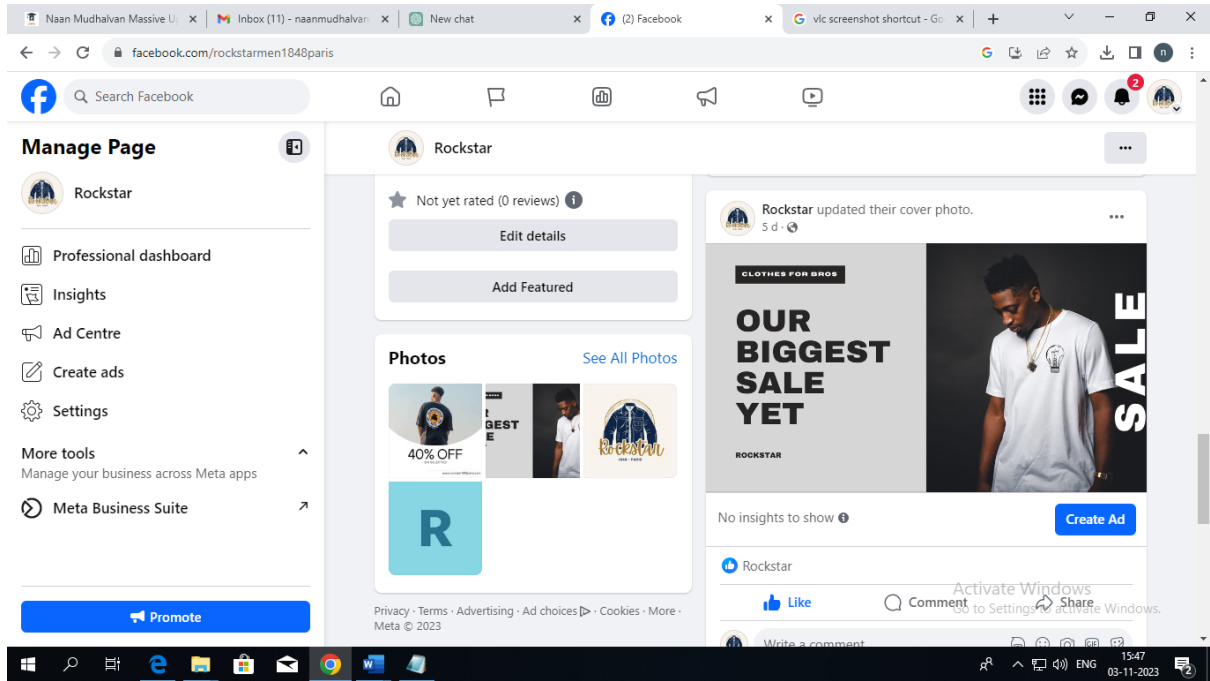 Naan Mudhalvan Massive U
Inbox (11) - naanmudhalvan
New chat
(2) Facebook
vlc screenshot shortcut - Go
facebook.com/rockstarmen1848paris
n
Search Facebook
2
Manage Page
Rockstar
Professional dashboard
Insights
Ad Centre
Create ads
Settings
More tools
Manage your business across Meta apps
Meta Business Suite
Promote
Rockstar
Not yet rated (0 reviews)
Edit details
Add Featured
Photos
See All Photos
40% OFF
GEST
E
Rockstar
R
Privacy · Terms · Advertising · Ad choices · Cookies · More ·
Meta © 2023
Rockstar updated their cover photo.
5 d ·
CLOTHES FOR BROS
OUR
BIGGEST
SALE
YET
ROCKSTAR
SALE
No insights to show
Create Ad
Rockstar
Like
Comment
Share
Write a comment
GIF
Activate Windows
Go to Settings to activate Windows.
ENG
15:47
03-11-2023
2